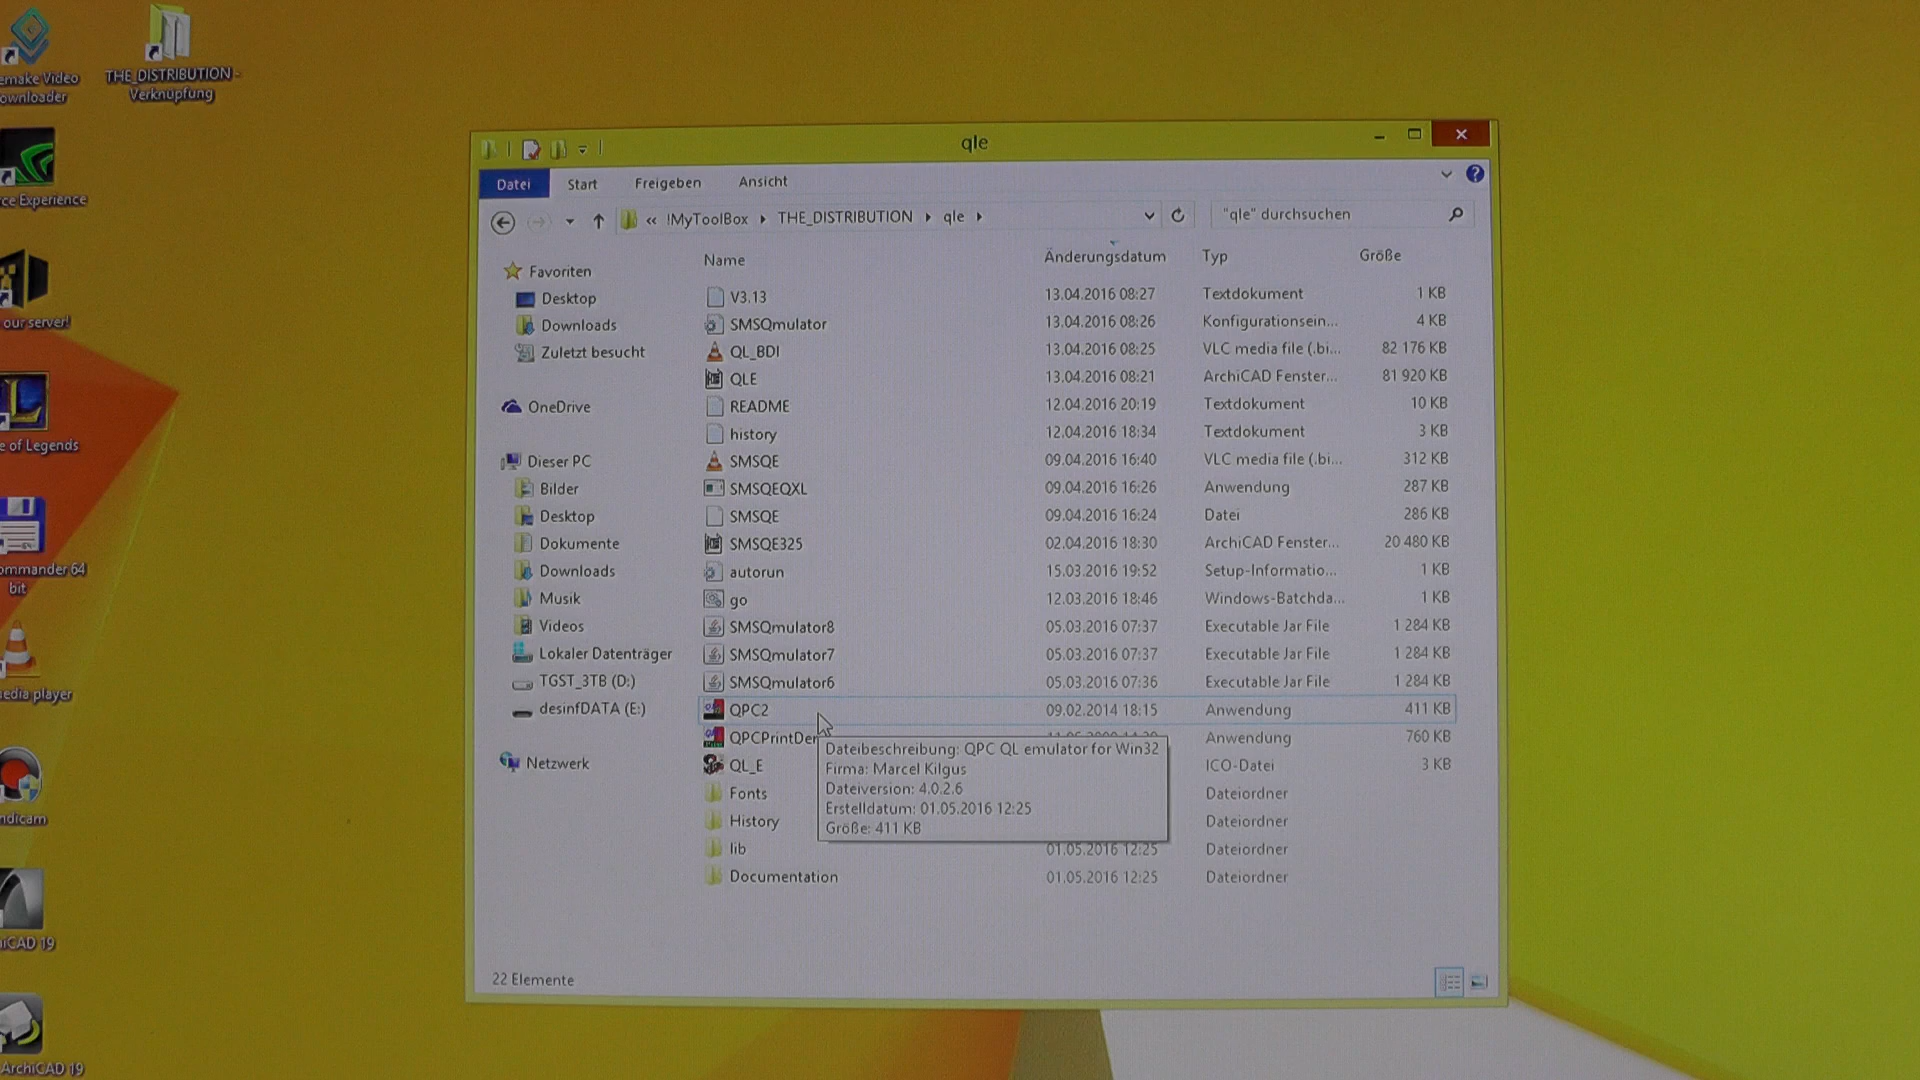 emake Video
ownloader
THE_DISTRIBUTION -
Verknüpfung
ce Experience
our server!
e of Legends
ommander 64
bit
edia player
ndicam
iCAD 19
ArchiCAD 19
qle
Datei Start Freigeben Ansicht
« !MyToolBox THE_DISTRIBUTION qle
"qle" durchsuchen
Favoriten
Desktop
Downloads
Zuletzt besucht
OneDrive
Dieser PC
Bilder
Desktop
Dokumente
Downloads
Musik
Videos
Lokaler Datenträger
TGST_3TB (D:)
desinfDATA (E:)
Netzwerk
Name Änderungsdatum Typ Größe
V3.13 13.04.2016 08:27 Textdokument 1 KB
SMSQmulator 13.04.2016 08:26 Konfigurationsein... 4 KB
QL_BDI 13.04.2016 08:25 VLC media file (.bi... 82 176 KB
QLE 13.04.2016 08:21 ArchiCAD Fenster... 81 920 KB
README 12.04.2016 20:19 Textdokument 10 KB
history 12.04.2016 18:34 Textdokument 3 KB
SMSQE 09.04.2016 16:40 VLC media file (.bi... 312 KB
SMSQEQXL 09.04.2016 16:26 Anwendung 287 KB
SMSQE 09.04.2016 16:24 Datei 286 KB
SMSQE325 02.04.2016 18:30 ArchiCAD Fenster... 20 480 KB
autorun 15.03.2016 19:52 Setup-Informatio... 1 KB
go 12.03.2016 18:46 Windows-Batchda... 1 KB
SMSQmulator8 05.03.2016 07:37 Executable Jar File 1 284 KB
SMSQmulator7 05.03.2016 07:37 Executable Jar File 1 284 KB
SMSQmulator6 05.03.2016 07:36 Executable Jar File 1 284 KB
QPC2 09.02.2014 18:15 Anwendung 411 KB
QPCPrintDer Anwendung 760 KB
QL_E ICO-Datei 3 KB
Fonts Dateiordner
History Dateiordner
lib 01.05.2016 12:25 Dateiordner
Documentation 01.05.2016 12:25 Dateiordner
Dateibeschreibung: QPC QL emulator for Win32
Firma: Marcel Kilgus
Dateiversion: 4.0.2.6
Erstelldatum: 01.05.2016 12:25
Größe: 411 KB
22 Elemente